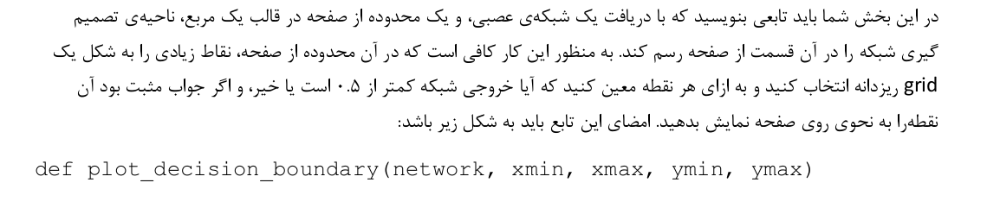 در این بخش شما باید تابعی بنویسید که با دریافت یک شبکه‌ی عصبی، و یک محدوده از صفحه در قالب یک مربع، ناحیه‌ی تصمیم
گیری شبکه را در آن قسمت از صفحه رسم کند. به منظور این کار کافی است که در آن محدوده از صفحه، نقاط زیادی را به شکل یک
grid ریزدانه انتخاب کنید و به ازای هر نقطه معین کنید که آیا خروجی شبکه کمتر از ۰.۵ است یا خیر، و اگر جواب مثبت بود آن
نقطه‌را به نحوی روی صفحه نمایش بدهید. امضای این تابع باید به شکل زیر باشد:
def plot_decision_boundary(network, xmin, xmax, ymin, ymax)